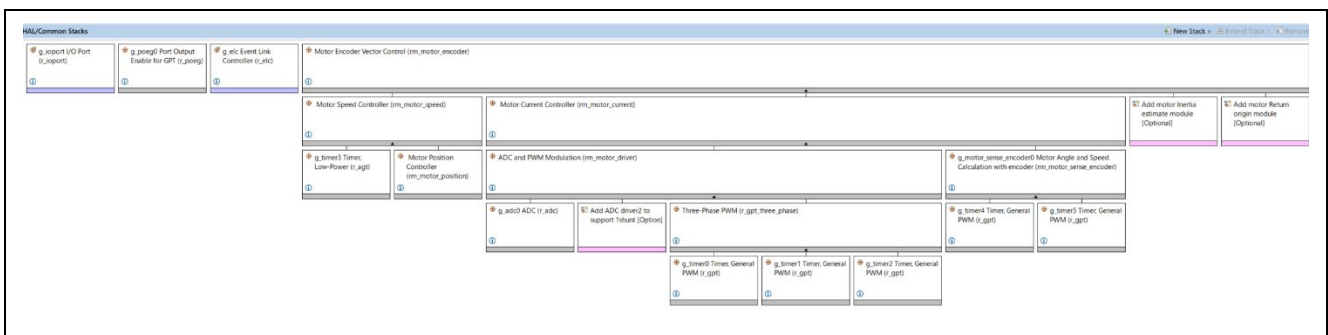 HAL/Common Stacks
New Stack >
Extend Stack >
Remove
g_ioport I/O Port
(r_ioport)
g_poeg0 Port Output
Enable for GPT (r_poeg)
g_elc Event Link
Controller (r_elc)
Motor Encoder Vector Control (rm_motor_encoder)
Motor Speed Controller (rm_motor_speed)
Motor Current Controller (rm_motor_current)
Add motor Inertia
estimate module
[Optional]
Add motor Return
origin module
[Optional]
g_timer3 Timer,
Low-Power (r_agt)
Motor Position
Controller
(rm_motor_position)
ADC and PWM Modulation (rm_motor_driver)
g_motor_sense_encoder0 Motor Angle and Speed
Calculation with encoder (rm_motor_sense_encoder)
g_adc0 ADC (r_adc)
Add ADC driver2 to
support 1shunt [Option]
Three-Phase PWM (r_gpt_three_phase)
g_timer4 Timer, General
PWM (r_gpt)
g_timer5 Timer, General
PWM (r_gpt)
g_timer0 Timer, General
PWM (r_gpt)
g_timer1 Timer, General
PWM (r_gpt)
g_timer2 Timer, General
PWM (r_gpt)